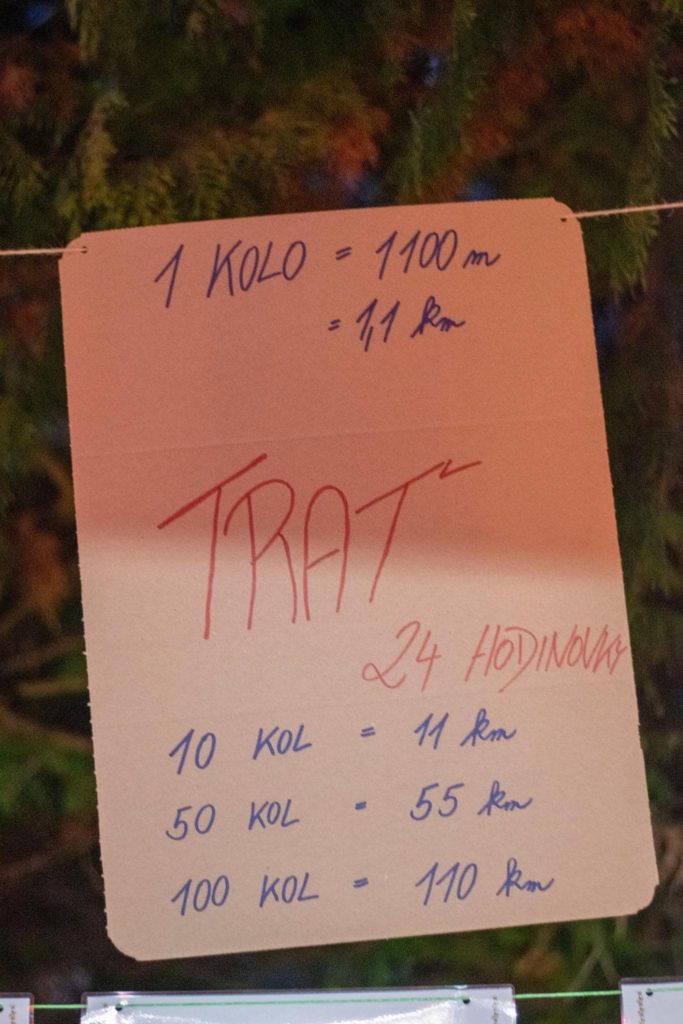 1 KOLO = 1100 m
= 1,1 km
TRAŤ
24 HODINOVKY
10 KOL = 11 km
50 KOL = 55 km
100 KOL = 110 km